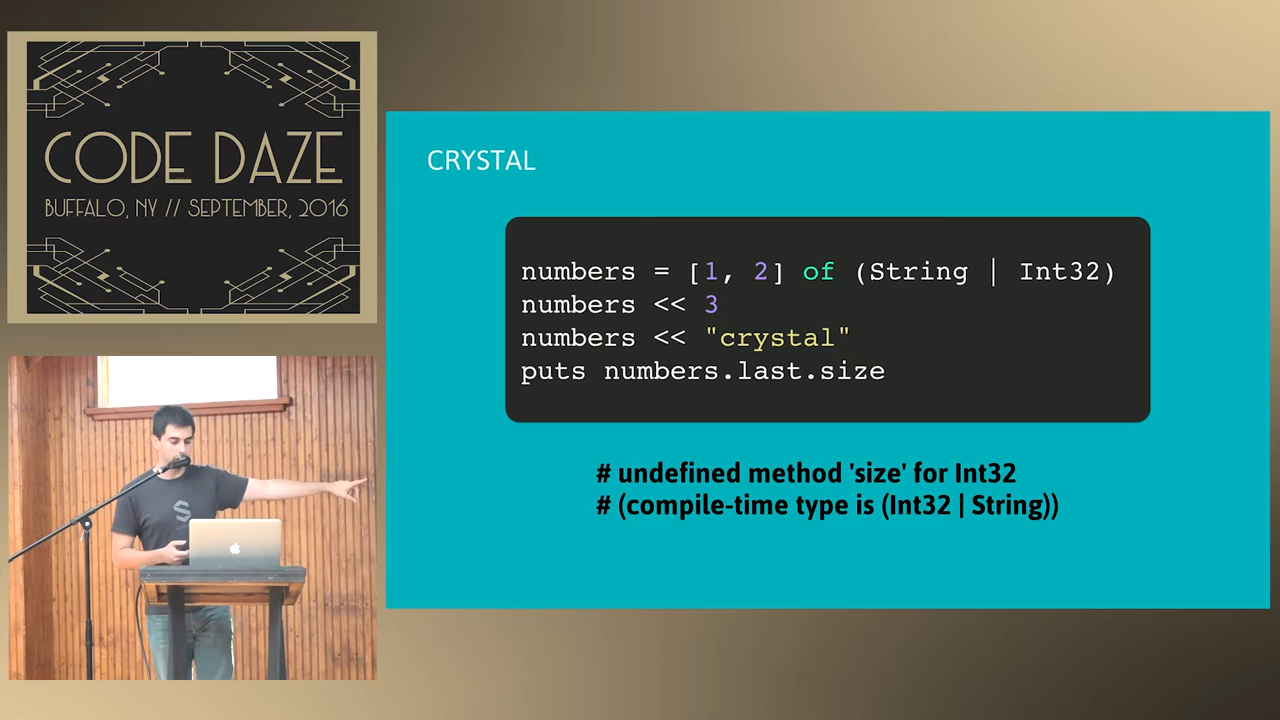 CODE DAZE
BUFFALO, NY // SEPTEMBER, 2016
CRYSTAL
numbers = [1, 2] of (String | Int32)
numbers << 3
numbers << "crystal"
puts numbers.last.size
# undefined method 'size' for Int32
# (compile-time type is (Int32 | String))
S